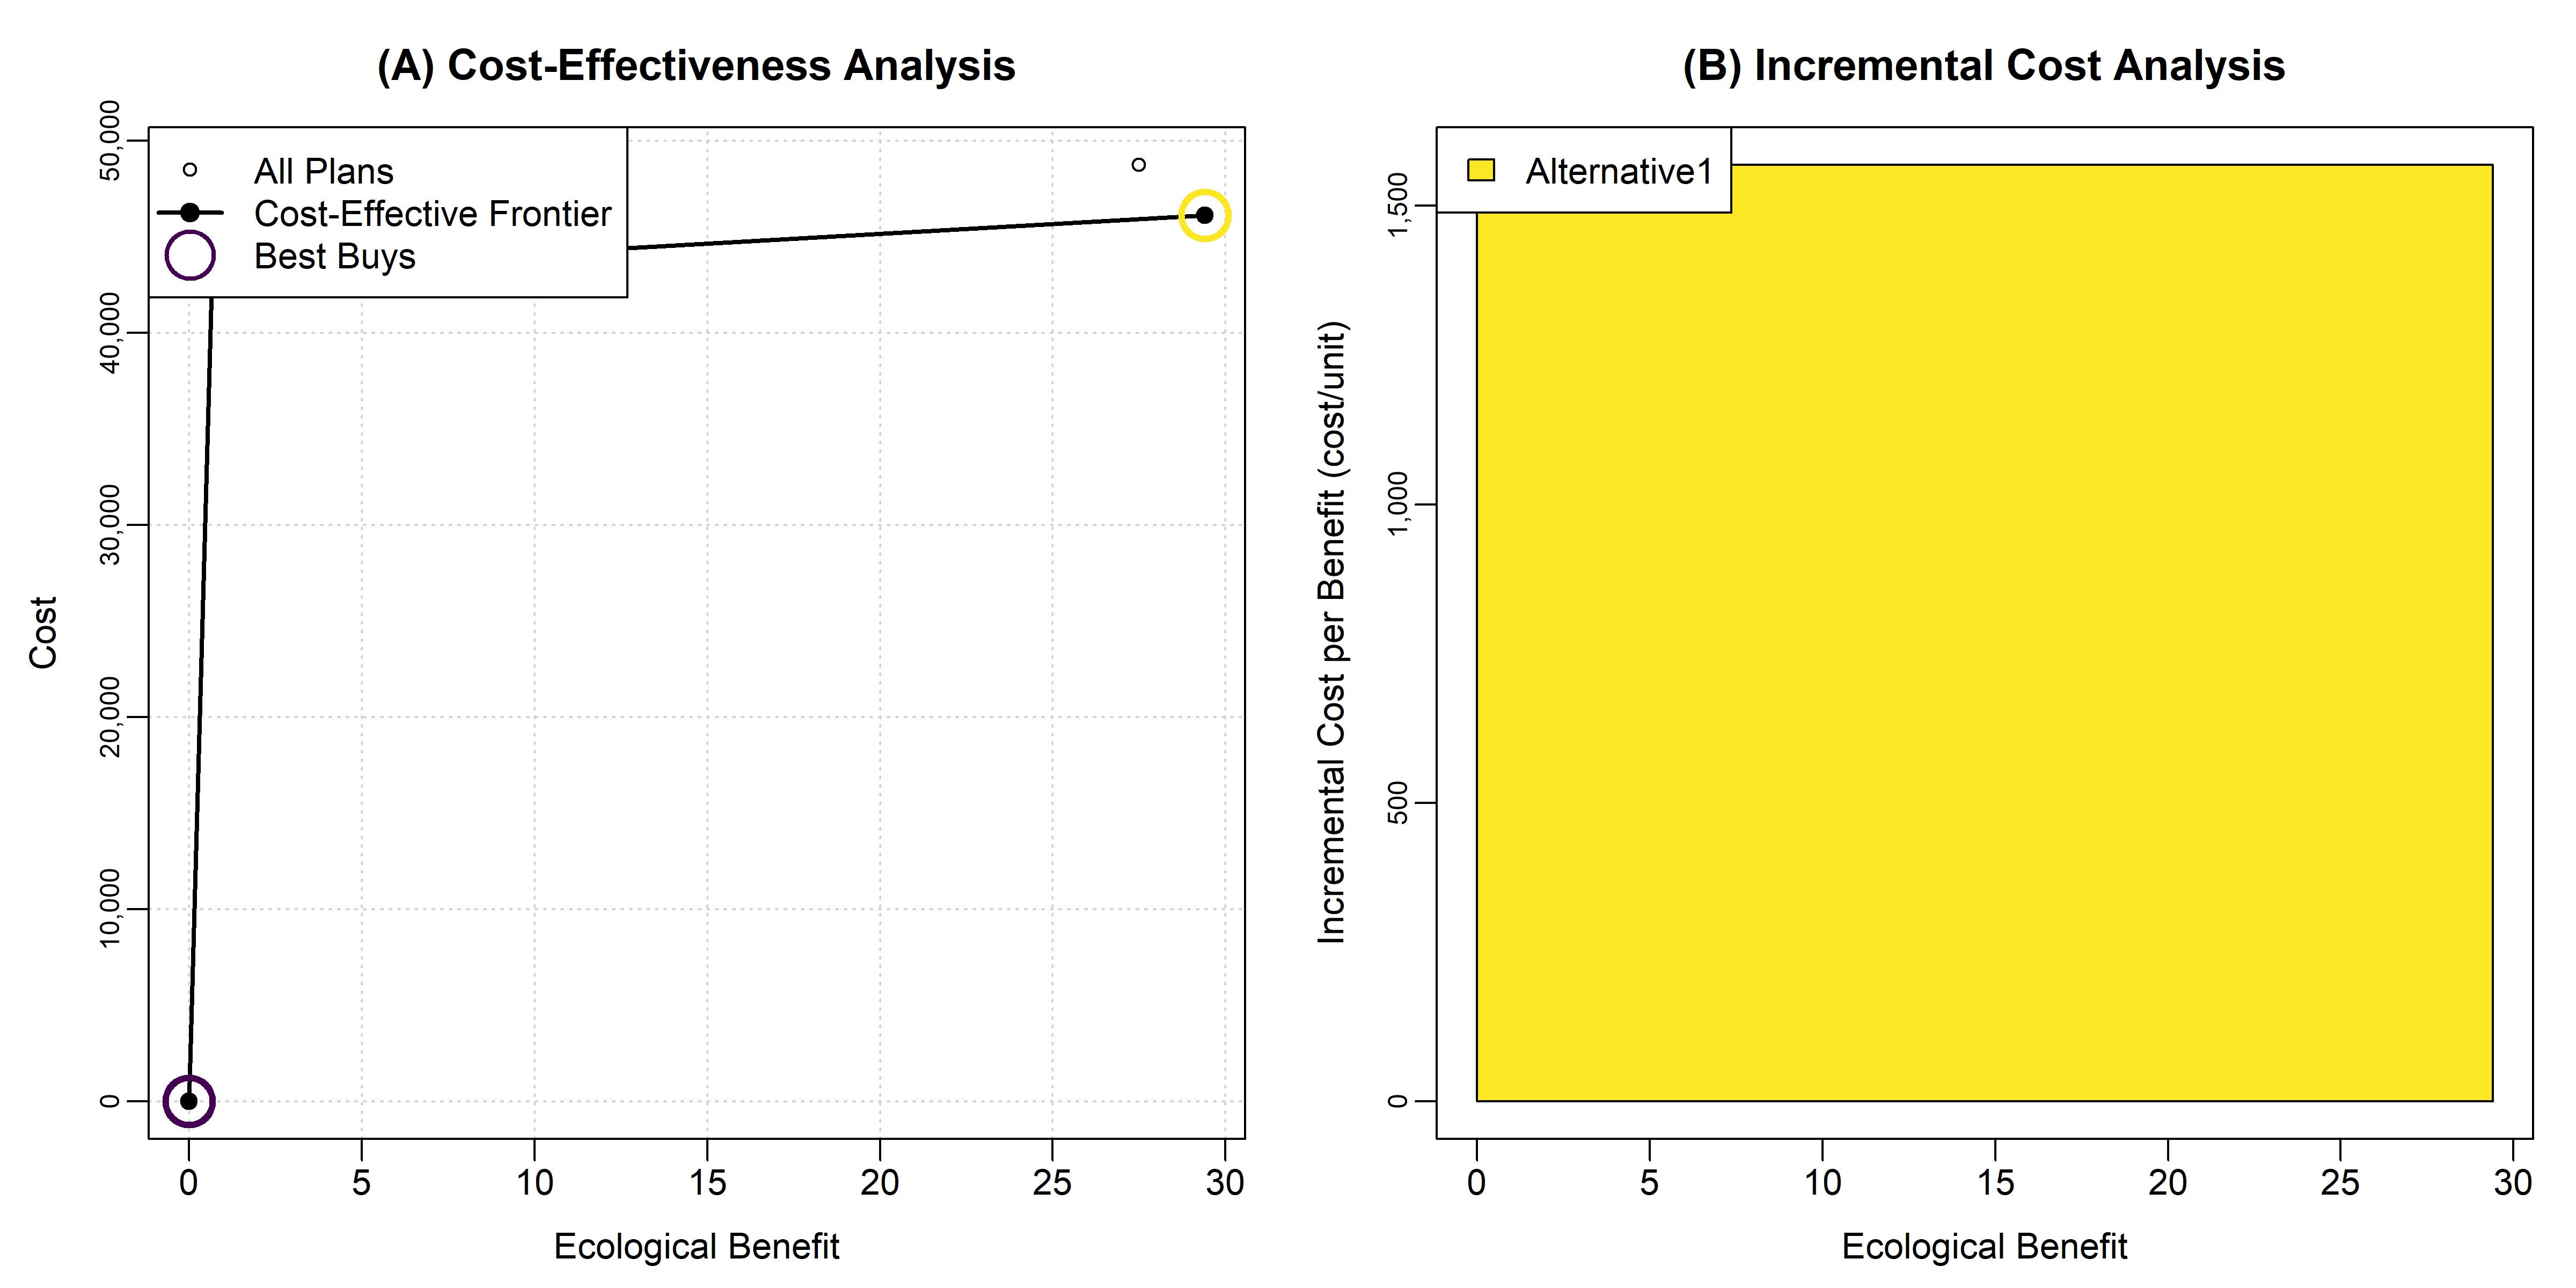 (A) Cost-Effectiveness Analysis
All Plans
Cost-Effective Frontier
Best Buys
Cost
50,000
40,000
30,000
20,000
10,000
0
0 5 10 15 20 25 30
Ecological Benefit
(B) Incremental Cost Analysis
Alternative1
Incremental Cost per Benefit (cost/unit)
1,500
1,000
500
0
0 5 10 15 20 25 30
Ecological Benefit